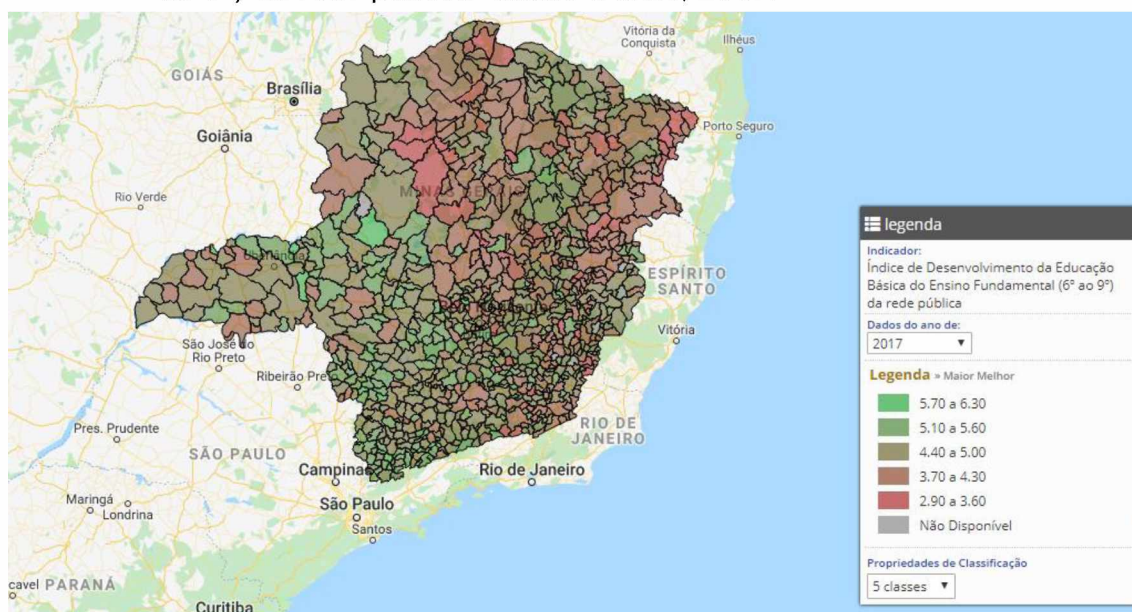 Vitória da
Conquista
Ilhéus
GOIÁS
Brasília
Goiânia
Porto Seguro
Rio Verde
MINAS GERAIS
Uberlândia
ESPÍRITO
SANTO
Vitória
São José do
Rio Preto
Ribeirão Pret
RIO DE
JANEIRO
Pres. Prudente
SÃO PAULO
Campinas
Rio de Janeiro
Maringá
Londrina
São Paulo
Santos
cavel PARANÁ
Curitiba
legenda
Indicador:
Índice de Desenvolvimento da Educação
Básica do Ensino Fundamental (6º ao 9º)
da rede pública
Dados do ano de:
2017
Legenda » Maior Melhor
5.70 a 6.30
5.10 a 5.60
4.40 a 5.00
3.70 a 4.30
2.90 a 3.60
Não Disponível
Propriedades de Classificação
5 classes